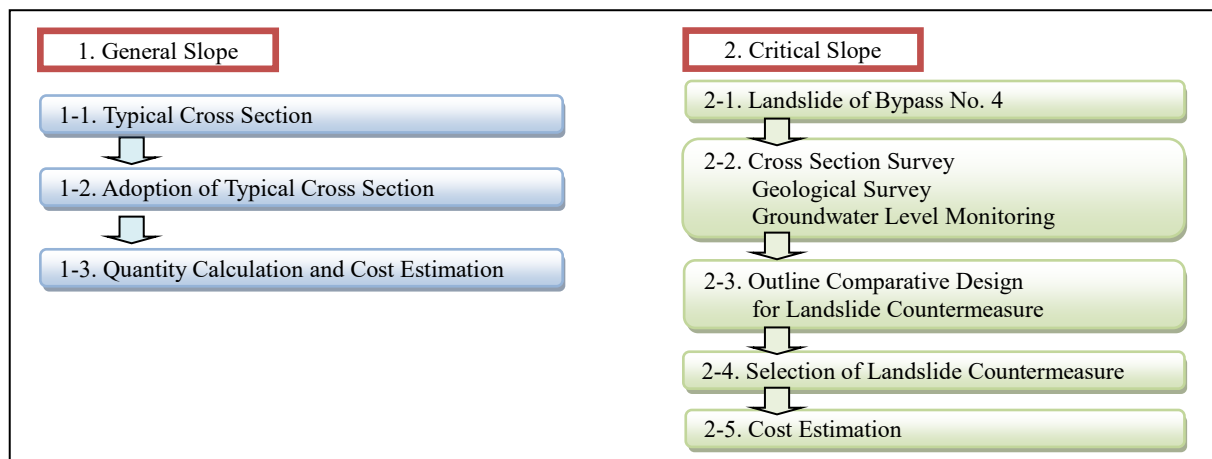 1. General Slope
1-1. Typical Cross Section
1-2. Adoption of Typical Cross Section
1-3. Quantity Calculation and Cost Estimation
2. Critical Slope
2-1. Landslide of Bypass No. 4
2-2. Cross Section Survey
Geological Survey
Groundwater Level Monitoring
2-3. Outline Comparative Design
for Landslide Countermeasure
2-4. Selection of Landslide Countermeasure
2-5. Cost Estimation